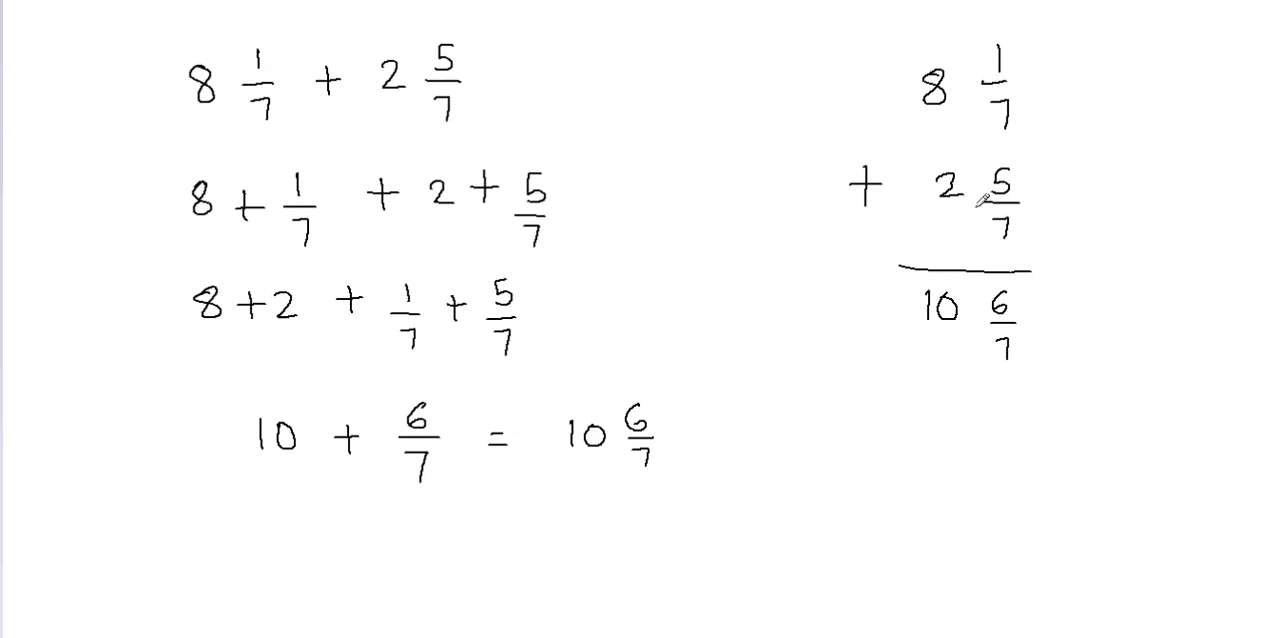 8 1/7 + 2 5/7
8 + 1/7 + 2 + 5/7
8 + 2 + 1/7 + 5/7
10 + 6/7 = 10 6/7
8 1/7
+ 2 5/7
10 6/7